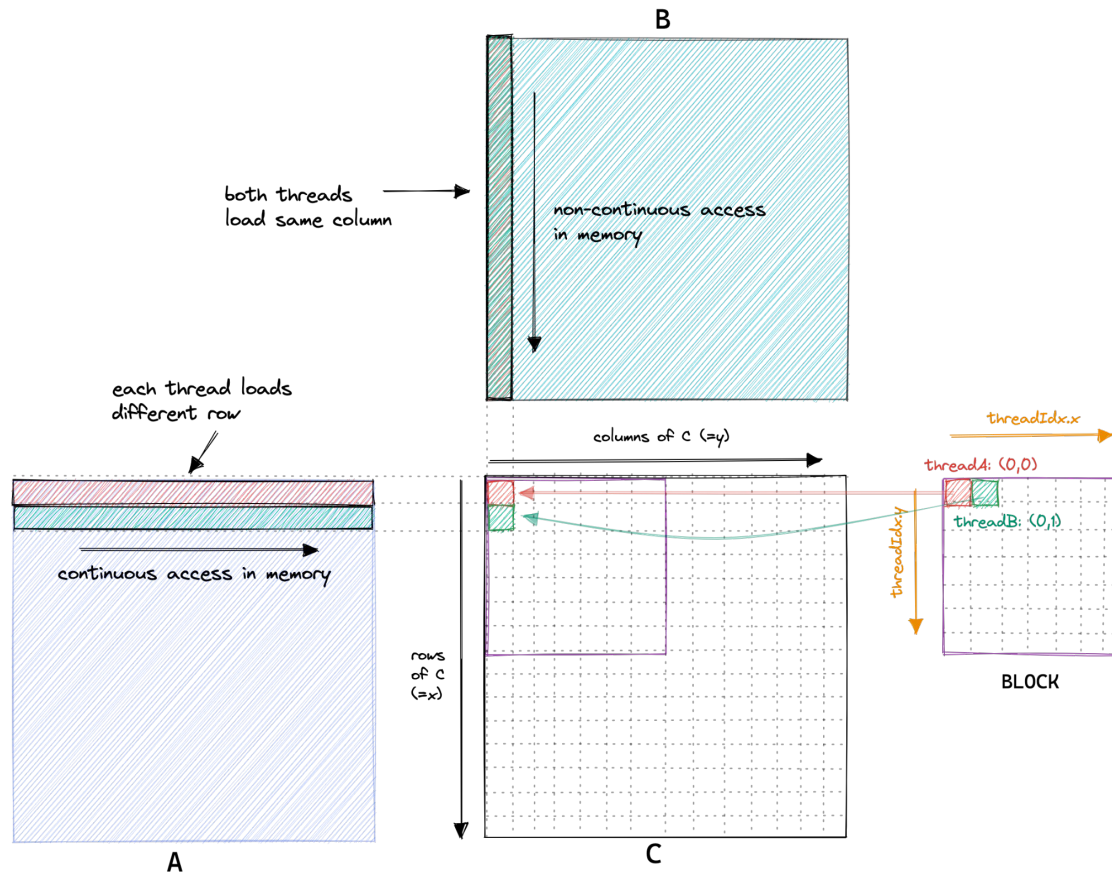 B
both threads
load same column
non-continuous access
in memory
each thread loads
different row
columns of C (=y)
threadIdx.x
threadA: (0,0)
threadB: (0,1)
threadIdx.y
continuous access in memory
rows
of C
(=x)
BLOCK
A
C